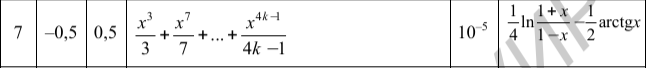 7 –0,5 0,5 x³/3 + x⁷/7 + ... + x⁴ᵏ⁻¹/(4k − 1) 10⁻⁵ 1/4 ln (1 + x)/(1 − x) − 1/2 arctgx